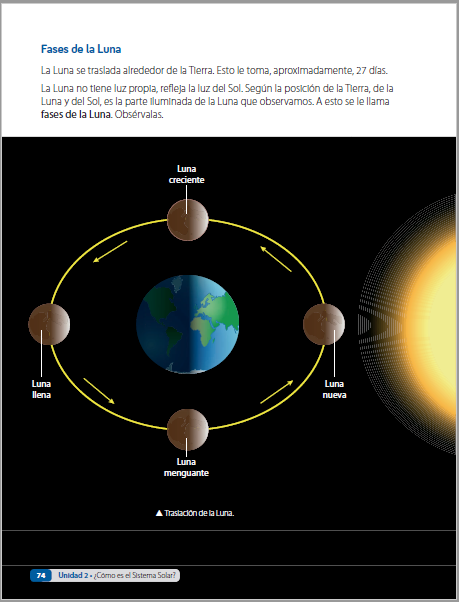 Fases de la Luna
La Luna se traslada alrededor de la Tierra. Esto le toma, aproximadamente, 27 días.
La Luna no tiene luz propia, refleja la luz del Sol. Según la posición de la Tierra, de la
Luna y del Sol, es la parte iluminada de la Luna que observamos. A esto se le llama
fases de la Luna. Obsérvalas.
Luna
creciente
Luna
llena
Luna
nueva
Luna
menguante
▲ Traslación de la Luna.
74 Unidad 2 • ¿Cómo es el Sistema Solar?